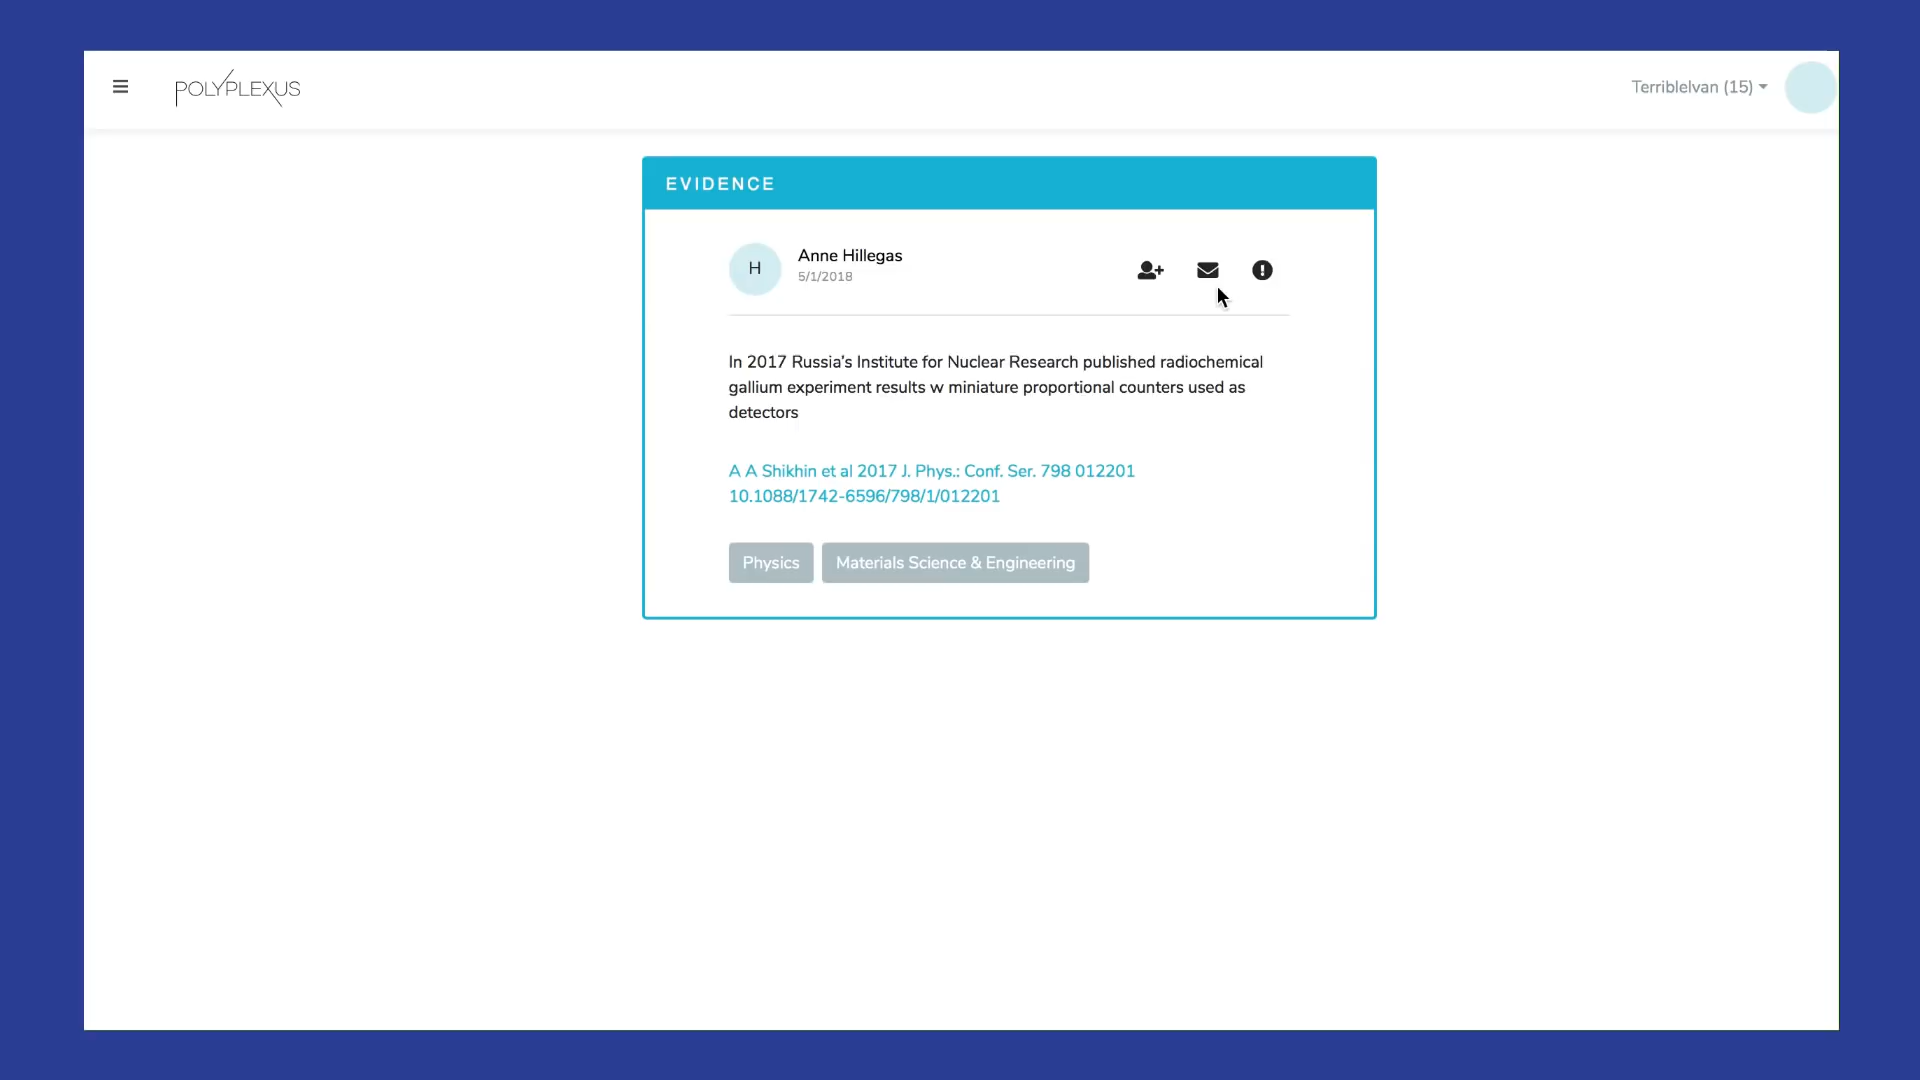 POLYPLEXUS
TerribleIvan (15)
EVIDENCE
H
Anne Hillegas
5/1/2018
In 2017 Russia's Institute for Nuclear Research published radiochemical
gallium experiment results w miniature proportional counters used as
detectors
A A Shikhin et al 2017 J. Phys.: Conf. Ser. 798 012201
10.1088/1742-6596/798/1/012201
Physics
Materials Science & Engineering